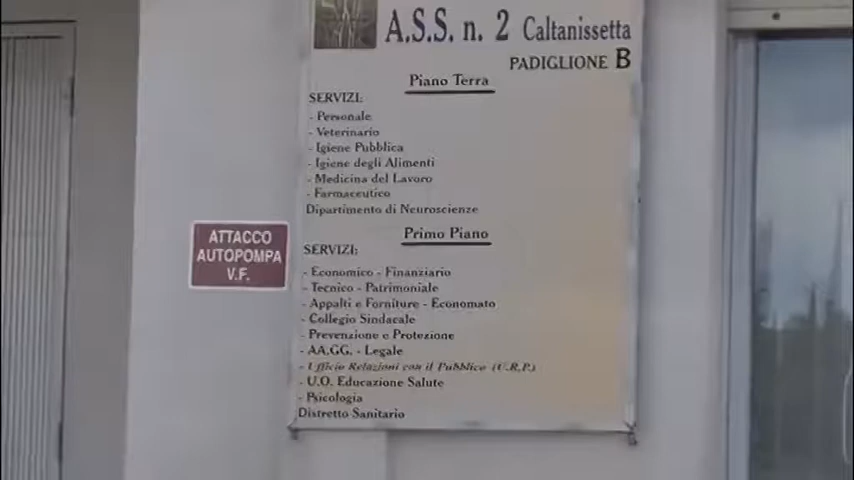 A.S.S. n. 2 Caltanissetta
PADIGLIONE B
Piano Terra
SERVIZI:
- Personale
- Veterinario
- Igiene Pubblica
- Igiene degli Alimenti
- Medicina del Lavoro
- Farmaceutico
Dipartimento di Neuroscienze
Primo Piano
SERVIZI:
- Economico - Finanziario
- Tecnico - Patrimoniale
- Appalti e Forniture - Economato
- Collegio Sindacale
- Prevenzione e Protezione
- AA.GG. - Legale
- Ufficio Relazioni con il Pubblico (U.R.P.)
- U.O. Educazione Salute
- Psicologia
Distretto Sanitario
ATTACCO
AUTOPOMPA
V.F.